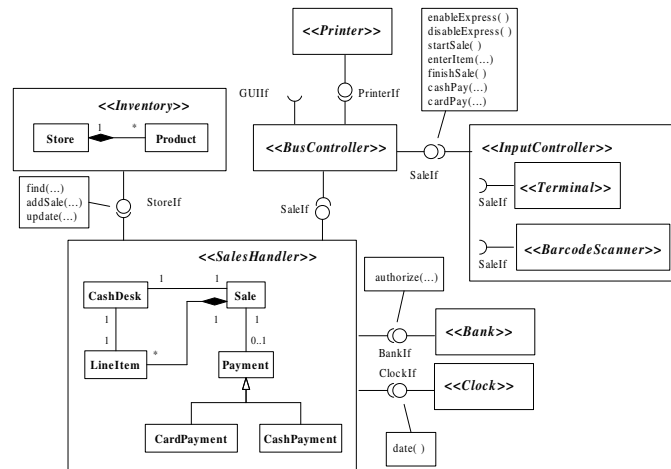 <<Printer>>
enableExpress( )
disableExpress( )
startSale( )
enterItem(...)
finishSale( )
cashPay(...)
cardPay(...)
GUIIf
PrinterIf
<<Inventory>>
Store
1
*
Product
<<BusController>>
SaleIf
<<InputController>>
<<Terminal>>
SaleIf
<<BarcodeScanner>>
SaleIf
find(...)
addSale(...)
update(...)
StoreIf
SaleIf
<<SalesHandler>>
CashDesk
1
1
Sale
1
1
1
1
*
LineItem
0..1
Payment
CardPayment
CashPayment
authorize(...)
BankIf
<<Bank>>
ClockIf
<<Clock>>
date( )